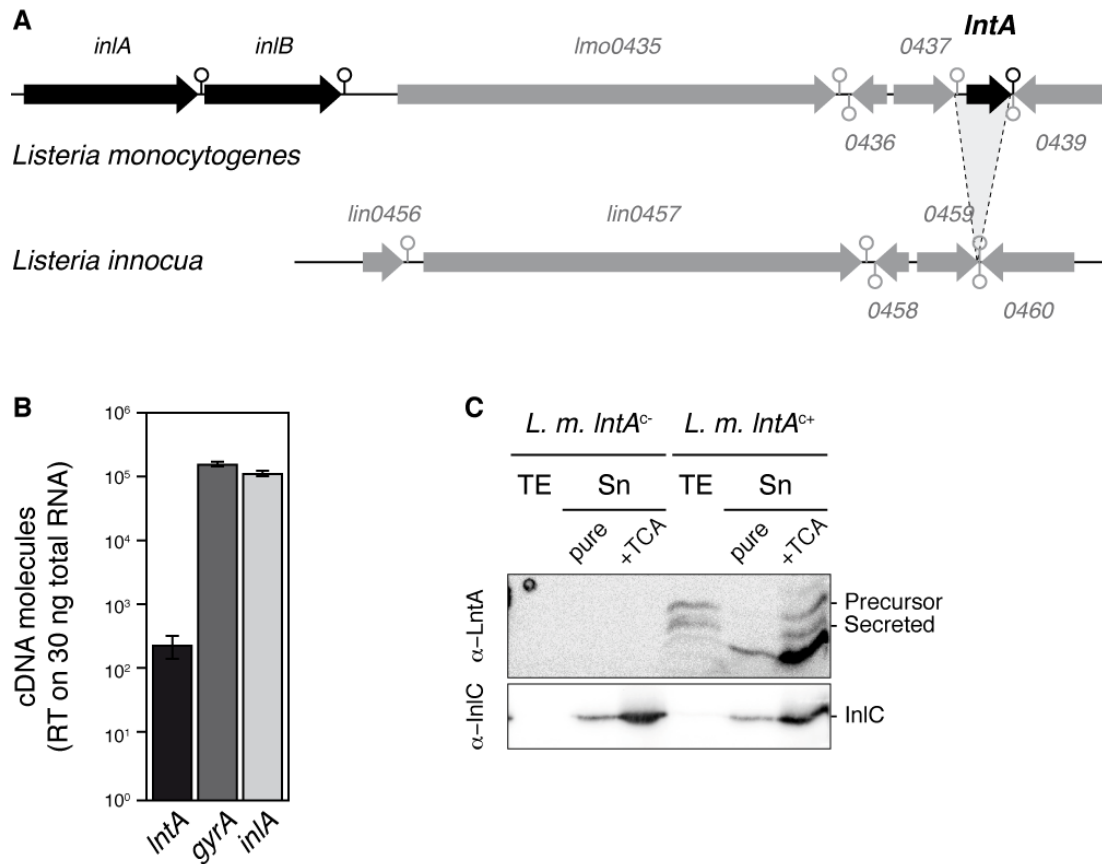 A
inlA inlB lmo0435 0437 lntA
0436 0439
Listeria monocytogenes
lin0456 lin0457 0459
Listeria innocua
0458 0460
B
cDNA molecules
(RT on 30 ng total RNA)
10⁶
10⁵
10⁴
10³
10²
10¹
10⁰
lntA gyrA inlA
C
L. m. lntAᶜ⁻ L. m. lntAᶜ⁺
TE Sn TE Sn
pure +TCA pure +TCA
α-LntA
Precursor
Secreted
α-InlC
InlC